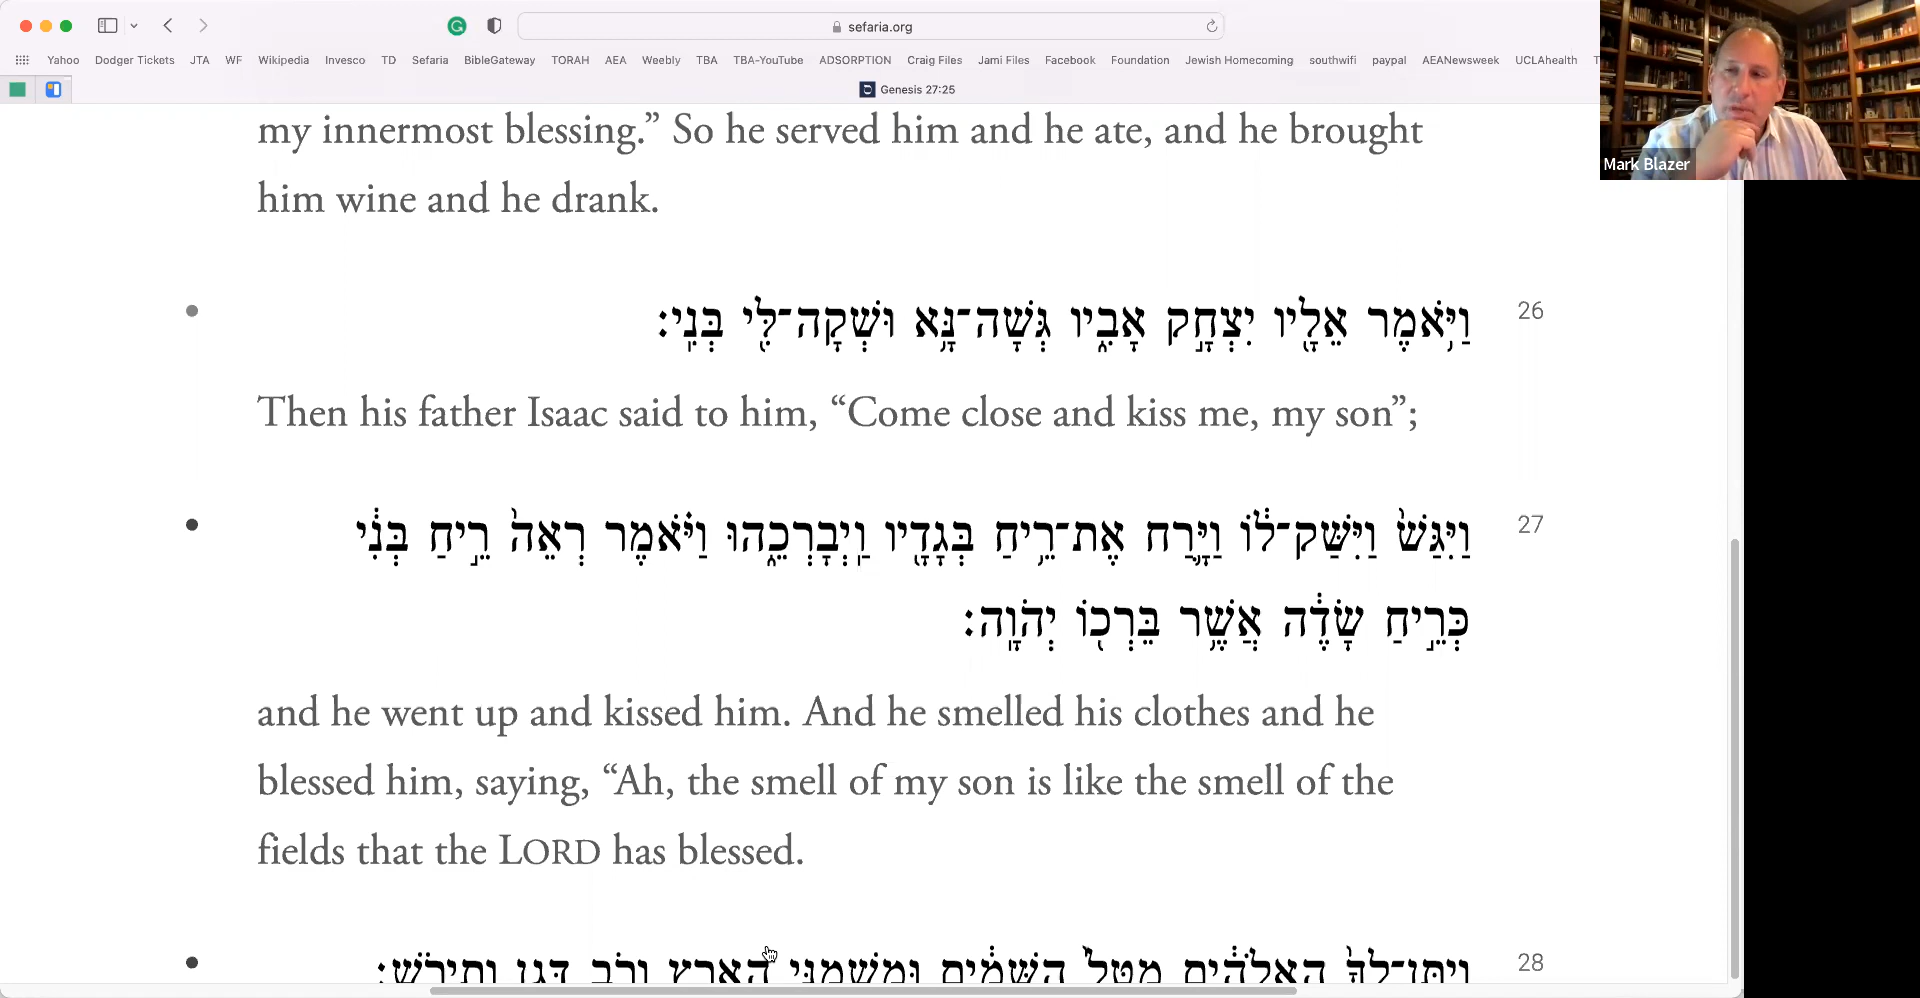 sefaria.org
Yahoo Dodger Tickets JTA WF Wikipedia Invesco TD Sefaria BibleGateway TORAH AEA Weebly TBA TBA-YouTube ADSORPTION Craig Files Jami Files Facebook Foundation Jewish Homecoming southwifi paypal AEANewsweek UCLAhealth
Genesis 27:25
Mark Blazer
my innermost blessing.” So he served him and he ate, and he brought
him wine and he drank.
26
וַיֹּ֥אמֶר אֵלָ֖יו יִצְחָ֣ק אָבִ֑יו גְּשָׁה־נָּ֥א וּשְׁקָה־לִּ֖י בְּנִֽי׃
Then his father Isaac said to him, “Come close and kiss me, my son”;
27
וַיִּגַּשׁ֙ וַיִּשַּׁק־ל֔וֹ וַיָּ֛רַח אֶת־רֵ֥יחַ בְּגָדָ֖יו וַֽיְבָרְכֵ֑הוּ וַיֹּ֗אמֶר רְאֵה֙ רֵ֣יחַ בְּנִ֔י
כְּרֵ֣יחַ שָׂדֶ֔ה אֲשֶׁ֥ר בֵּרְכ֖וֹ יְהֹוָֽה׃
and he went up and kissed him. And he smelled his clothes and he
blessed him, saying, “Ah, the smell of my son is like the smell of the
fields that the LORD has blessed.
28
וְיִֽתֶּן־לְךָ֙ הָאֱלֹהִ֔ים מִטַּל֙ הַשָּׁמַ֔יִם וּמִשְׁמַנֵּ֖י הָאָ֑רֶץ וְרֹ֥ב דָּגָ֖ן וְתִירֹֽשׁ׃